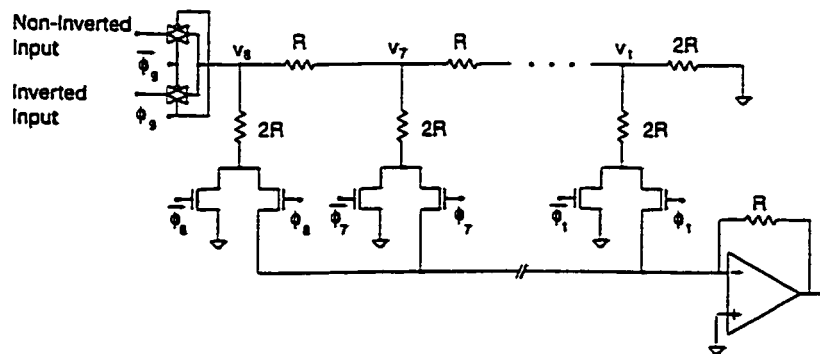 Non-Inverted
Input
φ̅₉
Inverted
Input
φ₉
V₈ R V₇ R V₁ 2R
2R 2R 2R
φ̅₈ φ₈ φ̅₇ φ₇ φ̅₁ φ₁
R